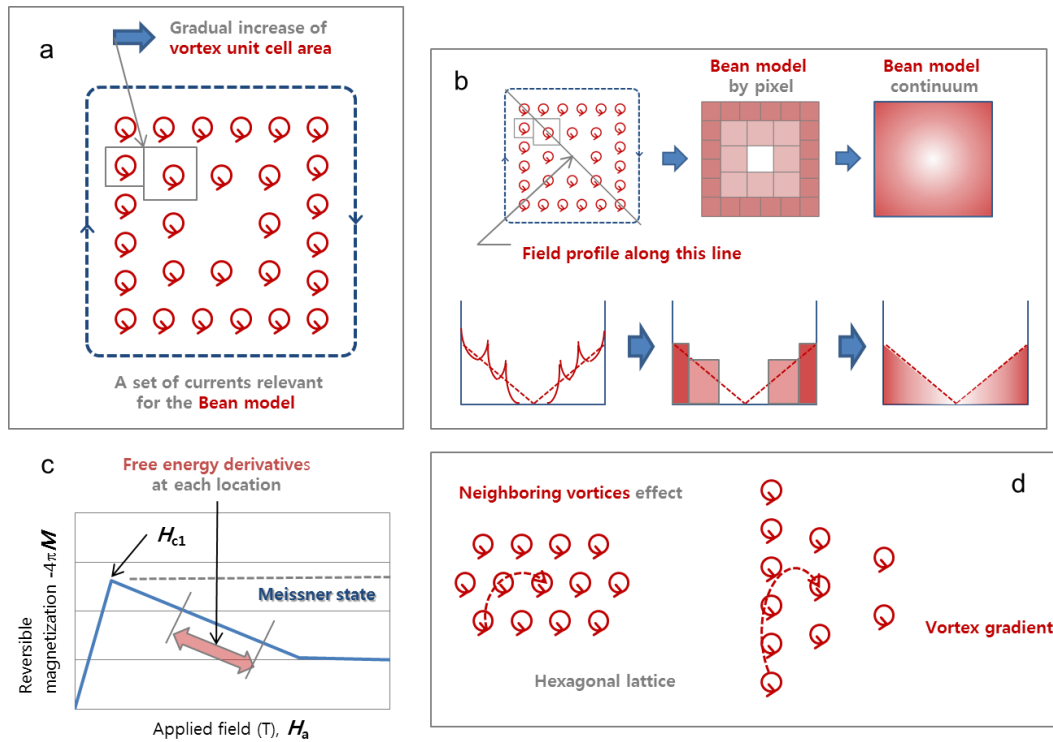 a
Gradual increase of
vortex unit cell area
A set of currents relevant
for the Bean model
b
Bean model
by pixel
Bean model
continuum
Field profile along this line
c
Free energy derivatives
at each location
Hc1
Meissner state
Reversible
magnetization -4πM
Applied field (T), Ha
d
Neighboring vortices effect
Hexagonal lattice
Vortex gradient